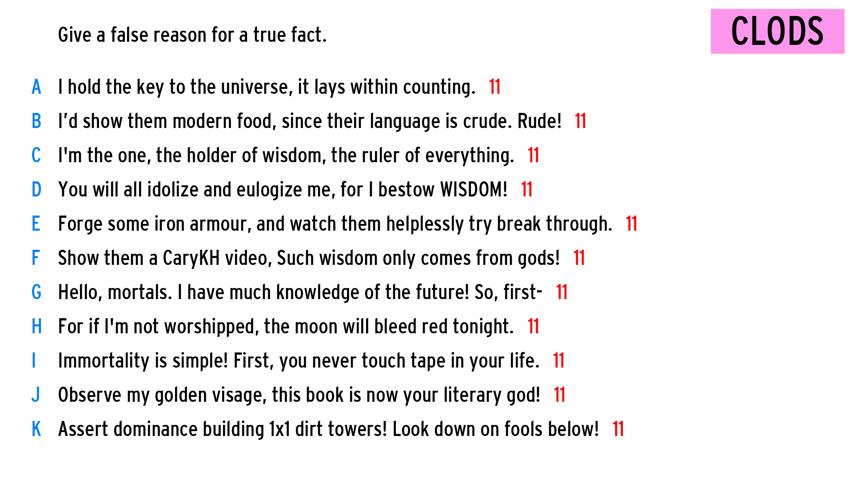 Give a false reason for a true fact.
CLODS
A I hold the key to the universe, it lays within counting. 11
B I'd show them modern food, since their language is crude. Rude! 11
C I'm the one, the holder of wisdom, the ruler of everything. 11
D You will all idolize and eulogize me, for I bestow WISDOM! 11
E Forge some iron armour, and watch them helplessly try break through. 11
F Show them a CaryKH video, Such wisdom only comes from gods! 11
G Hello, mortals. I have much knowledge of the future! So, first- 11
H For if I'm not worshipped, the moon will bleed red tonight. 11
I Immortality is simple! First, you never touch tape in your life. 11
J Observe my golden visage, this book is now your literary god! 11
K Assert dominance building 1x1 dirt towers! Look down on fools below! 11